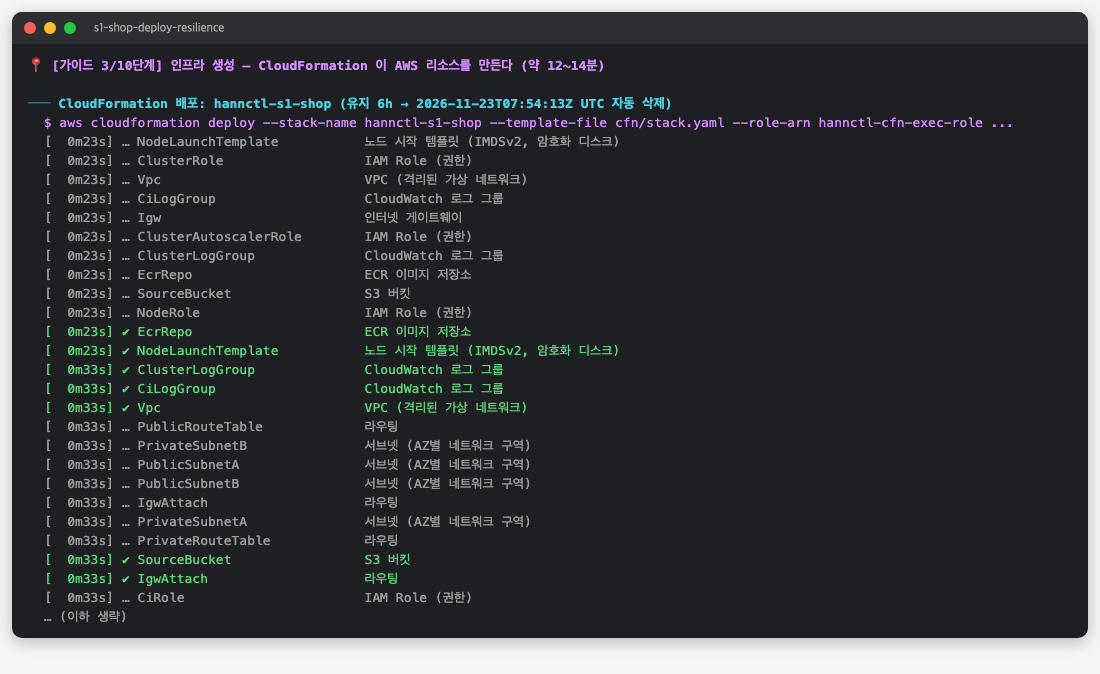 s1-shop-deploy-resilience
📍 [가이드 3/10단계] 인프라 생성 — CloudFormation 이 AWS 리소스를 만든다 (약 12~14분)
─── CloudFormation 배포: hannctl-s1-shop (유지 6h → 2026-11-23T07:54:13Z UTC 자동 삭제)
$ aws cloudformation deploy --stack-name hannctl-s1-shop --template-file cfn/stack.yaml --role-arn hannctl-cfn-exec-role ...
[ 0m23s] … NodeLaunchTemplate 노드 시작 템플릿 (IMDSv2, 암호화 디스크)
[ 0m23s] … ClusterRole IAM Role (권한)
[ 0m23s] … Vpc VPC (격리된 가상 네트워크)
[ 0m23s] … CiLogGroup CloudWatch 로그 그룹
[ 0m23s] … Igw 인터넷 게이트웨이
[ 0m23s] … ClusterAutoscalerRole IAM Role (권한)
[ 0m23s] … ClusterLogGroup CloudWatch 로그 그룹
[ 0m23s] … EcrRepo ECR 이미지 저장소
[ 0m23s] … SourceBucket S3 버킷
[ 0m23s] … NodeRole IAM Role (권한)
[ 0m23s] ✔ EcrRepo ECR 이미지 저장소
[ 0m23s] ✔ NodeLaunchTemplate 노드 시작 템플릿 (IMDSv2, 암호화 디스크)
[ 0m33s] ✔ ClusterLogGroup CloudWatch 로그 그룹
[ 0m33s] ✔ CiLogGroup CloudWatch 로그 그룹
[ 0m33s] ✔ Vpc VPC (격리된 가상 네트워크)
[ 0m33s] … PublicRouteTable 라우팅
[ 0m33s] … PrivateSubnetB 서브넷 (AZ별 네트워크 구역)
[ 0m33s] … PublicSubnetA 서브넷 (AZ별 네트워크 구역)
[ 0m33s] … PublicSubnetB 서브넷 (AZ별 네트워크 구역)
[ 0m33s] … IgwAttach 라우팅
[ 0m33s] … PrivateSubnetA 서브넷 (AZ별 네트워크 구역)
[ 0m33s] … PrivateRouteTable 라우팅
[ 0m33s] ✔ SourceBucket S3 버킷
[ 0m33s] ✔ IgwAttach 라우팅
[ 0m33s] … CiRole IAM Role (권한)
… (이하 생략)